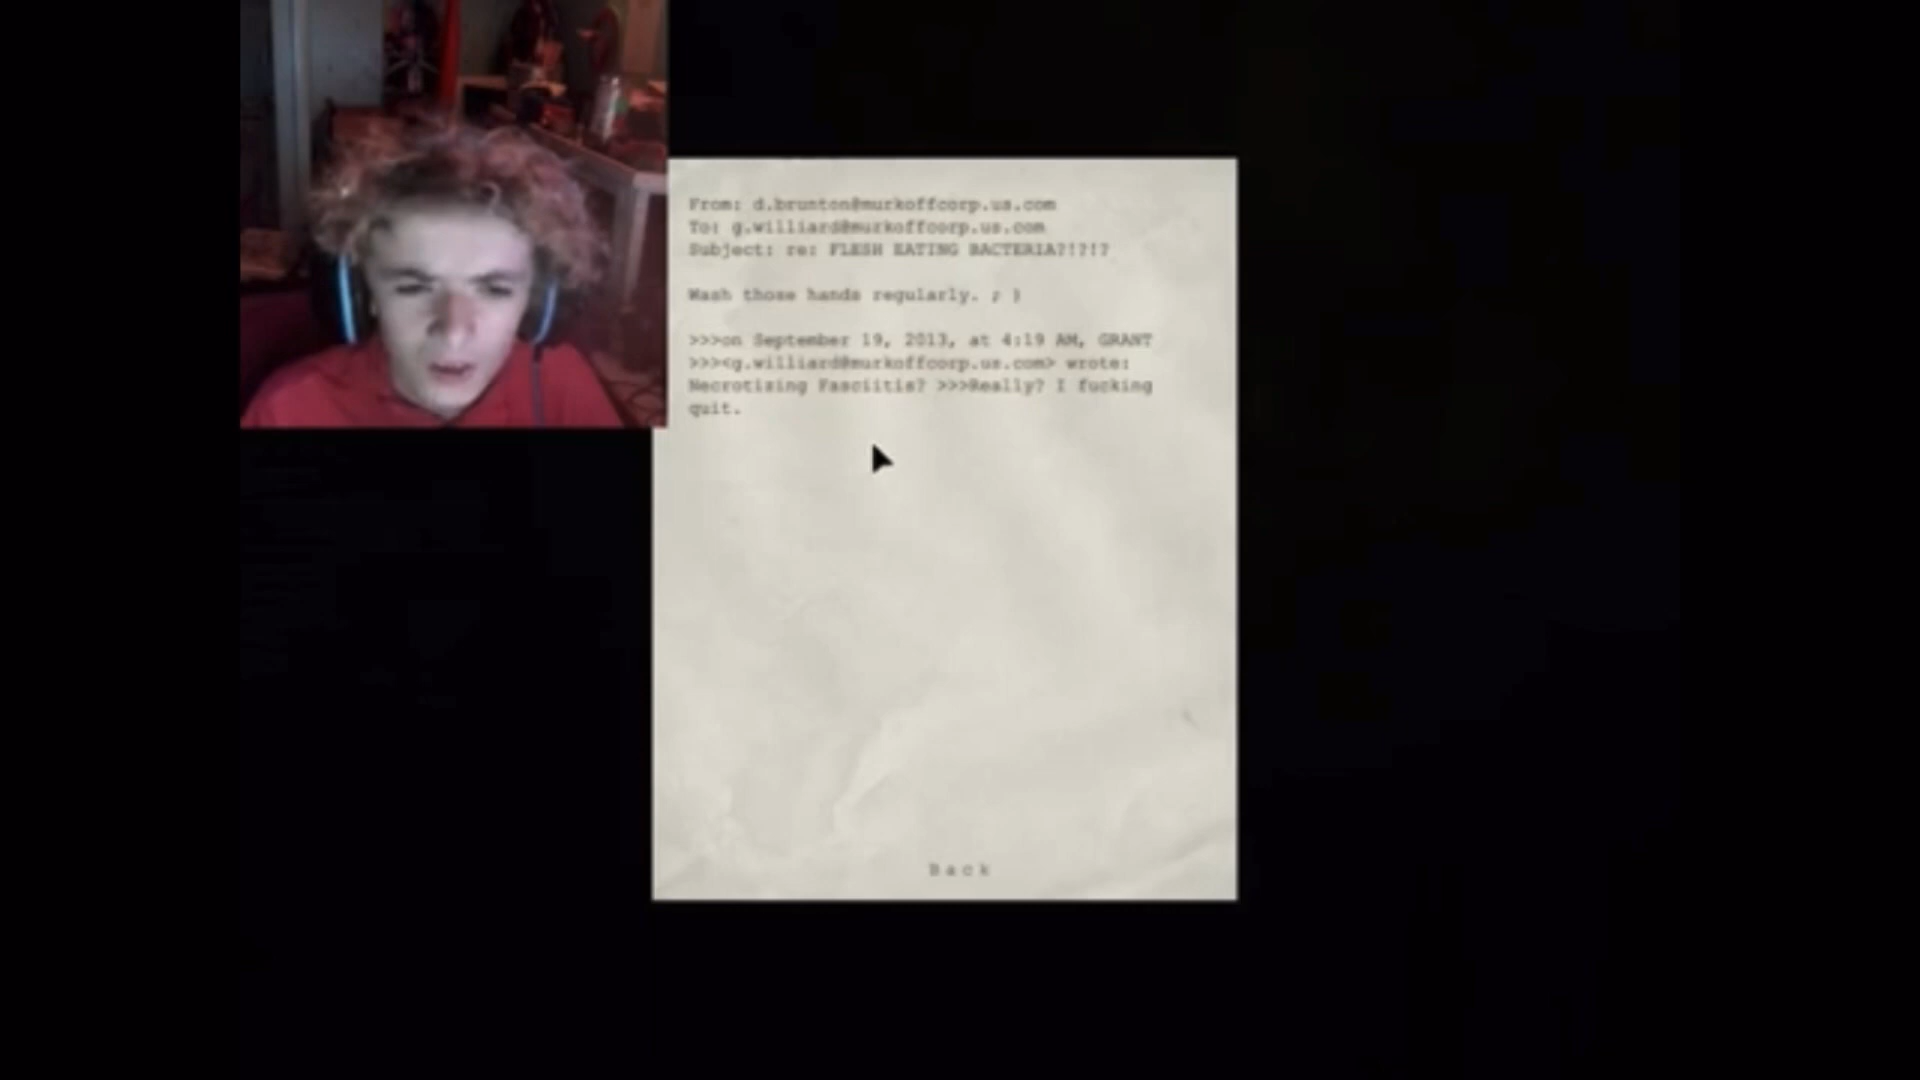 From: d.brunton@murkoffcorp.us.com
To: g.williard@murkoffcorp.us.com
Subject: re: FLESH EATING BACTERIA?!?!?
Wash those hands regularly. ; )
>>>on September 19, 2013, at 4:19 AM, GRANT
>>><g.williard@murkoffcorp.us.com> wrote:
Necrotizing Fasciitis? >>>Really? I fucking
quit.
Back